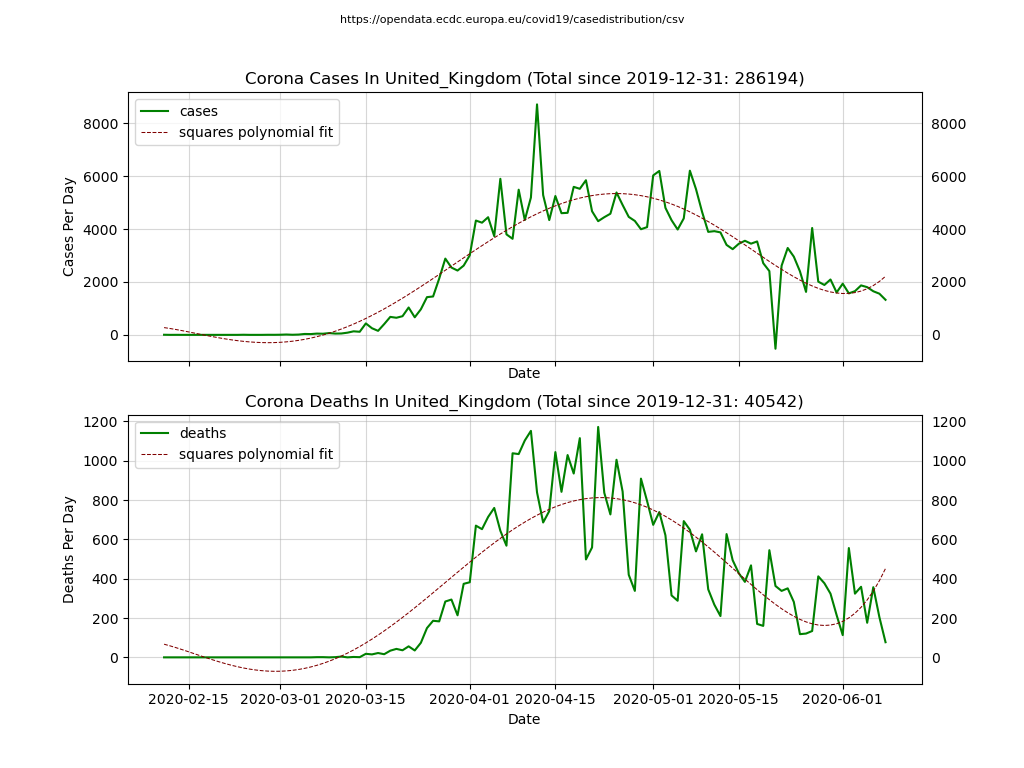 https://opendata.ecdc.europa.eu/covid19/casedistribution/csv
Corona Cases In United_Kingdom (Total since 2019-12-31: 286194)
cases
squares polynomial fit
Cases Per Day
8000
6000
4000
2000
0
8000
6000
4000
2000
0
Date
Corona Deaths In United_Kingdom (Total since 2019-12-31: 40542)
deaths
squares polynomial fit
Deaths Per Day
1200
1000
800
600
400
200
0
1200
1000
800
600
400
200
0
2020-02-15 2020-03-01 2020-03-15 2020-04-01 2020-04-15 2020-05-01 2020-05-15 2020-06-01
Date